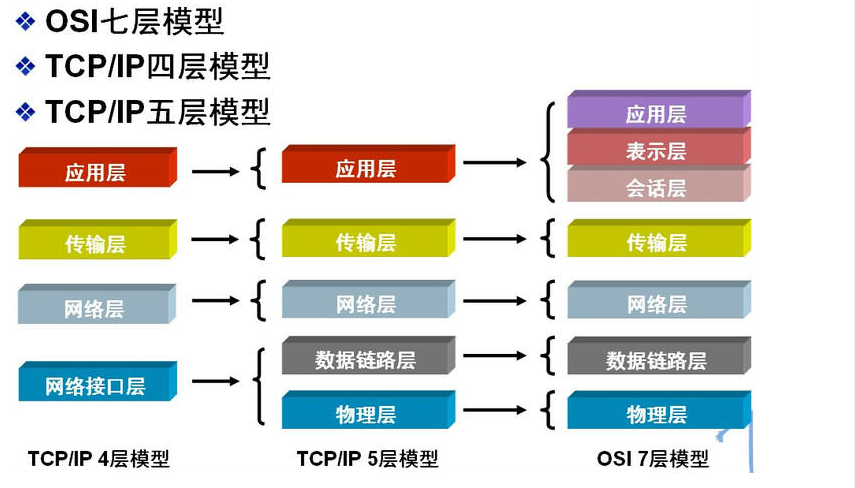 OSI七层模型
TCP/IP四层模型
TCP/IP五层模型
应用层
传输层
网络层
网络接口层
TCP/IP 4层模型
应用层
传输层
网络层
数据链路层
物理层
TCP/IP 5层模型
应用层
表示层
会话层
传输层
网络层
数据链路层
物理层
OSI 7层模型